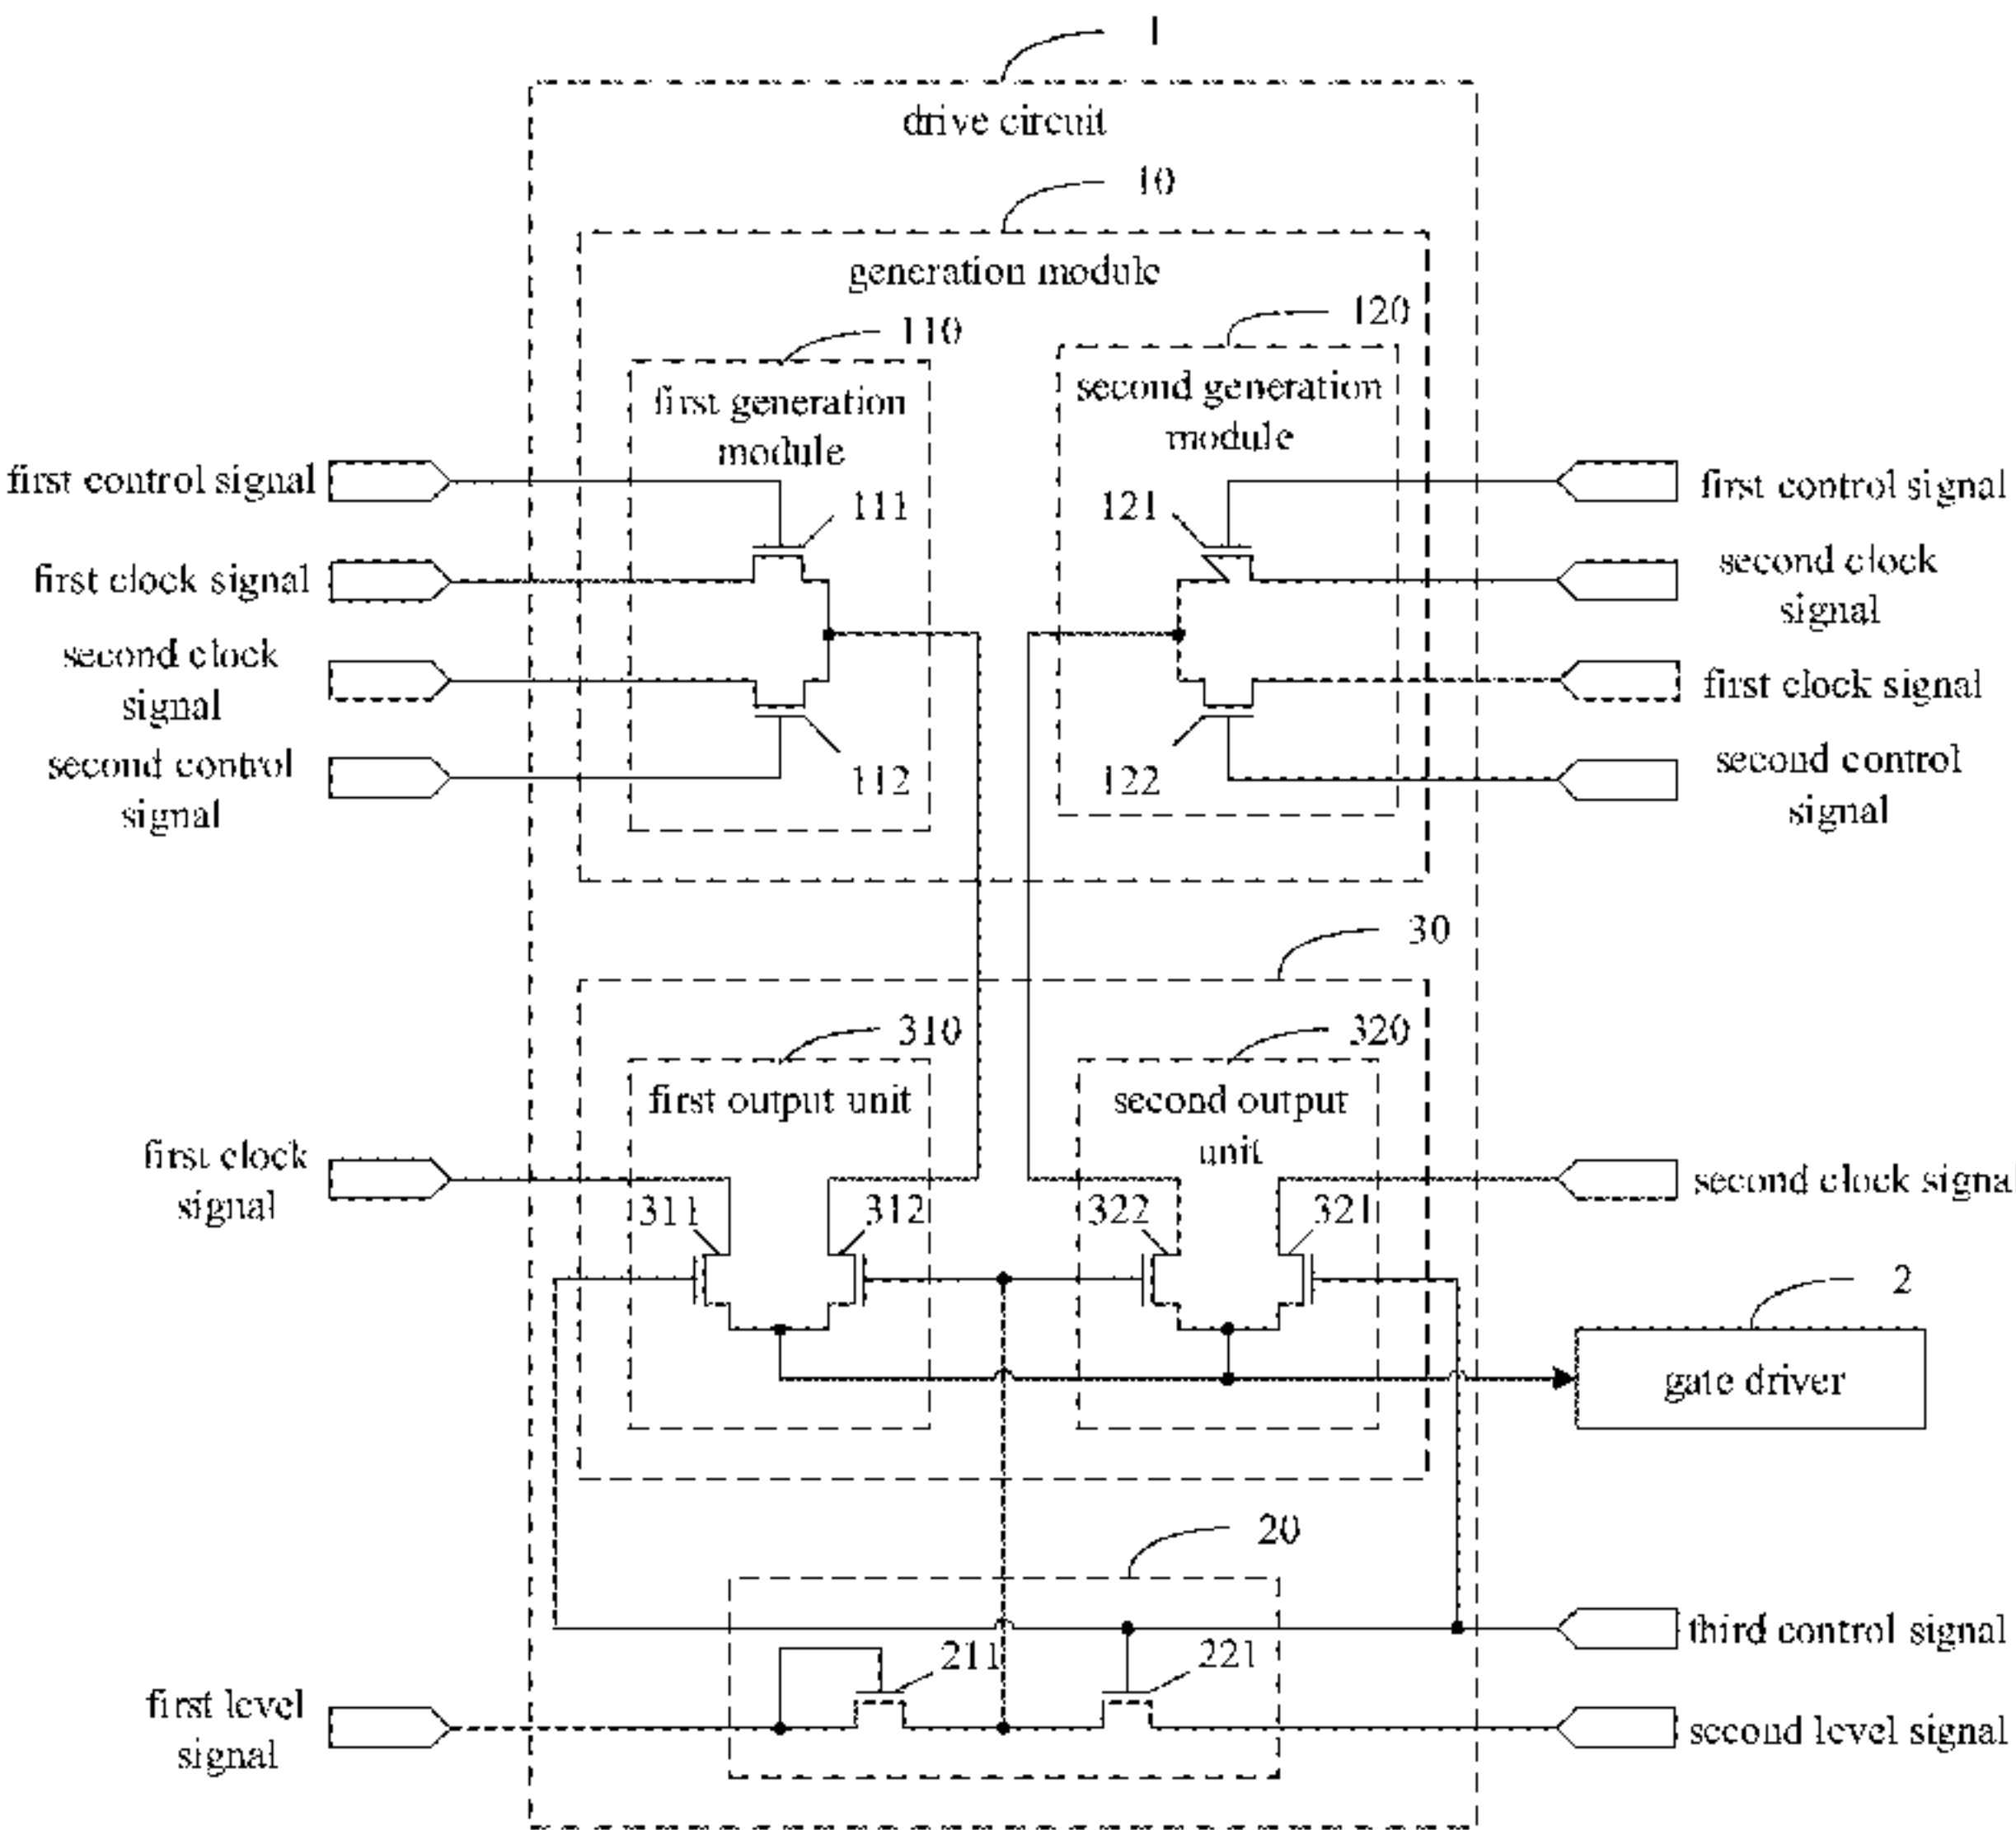 1
drive circuit
10
generation module
110
120
first generation
module
second generation
module
first control signal
first control signal
111
121
first clock signal
second clock
signal
second clock
signal
first clock signal
second control
signal
112
122
second control
signal
30
310
320
first output unit
second output
unit
first clock
signal
second clock signal
311
312
322
321
2
gate driver
20
third control signal
211
221
first level
signal
second level signal